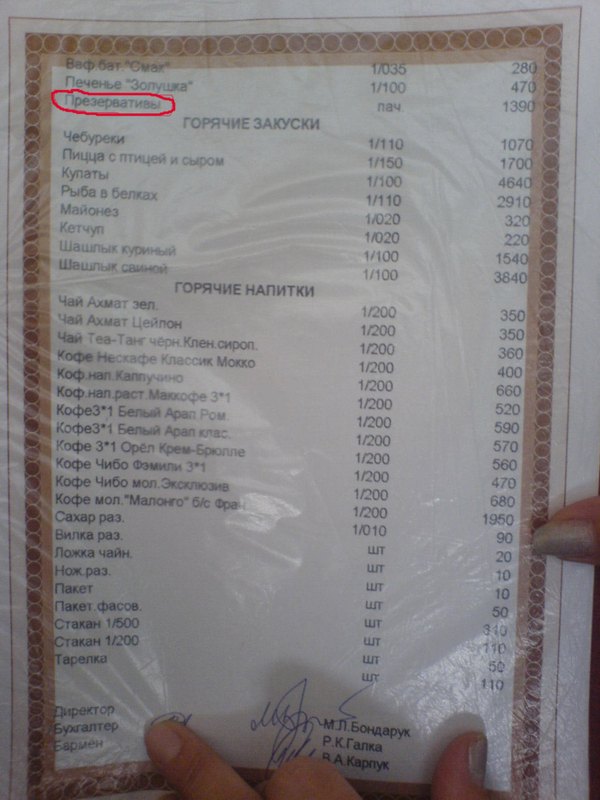 Ваф.бат."Смак" 1/035 280
Печенье "Золушка" 1/100 470
Презервативы пач. 1390
ГОРЯЧИЕ ЗАКУСКИ
Чебуреки 1/110 1070
Пицца с птицей и сыром 1/150 1700
Купаты 1/100 4640
Рыба в белках 1/110 2910
Майонез 1/020 320
Кетчуп 1/020 220
Шашлык куриный 1/100 1540
Шашлык свиной 1/100 3840
ГОРЯЧИЕ НАПИТКИ
Чай Ахмат зел. 1/200 350
Чай Ахмат Цейлон 1/200 350
Чай Теа-Танг чёрн.Клен.сироп. 1/200 360
Кофе Нескафе Классик Мокко 1/200 400
Коф.нап.Каппучино 1/200 660
Коф.нап.раст.Маккофе 3*1 1/200 520
Кофе3*1 Белый Арап Ром. 1/200 590
Кофе3*1 Белый Арап клас. 1/200 570
Кофе 3*1 Орёл Крем-Брюлле 1/200 560
Кофе Чибо Фэмили 3*1 1/200 470
Кофе Чибо мол.Эксклюзив 1/200 680
Кофе мол."Малонго" б/с Фран 1/200 1950
Сахар раз. 1/010 90
Вилка раз. шт 20
Ложка чайн. шт 10
Нож.раз. шт 10
Пакет шт 50
Пакет.фасов. шт
Стакан 1/500 шт 110
Стакан 1/200 шт 50
Тарелка шт 110
Директор М.Л.Бондарук
Бухгалтер Р.К.Галка
Бармен В.А.Карпук